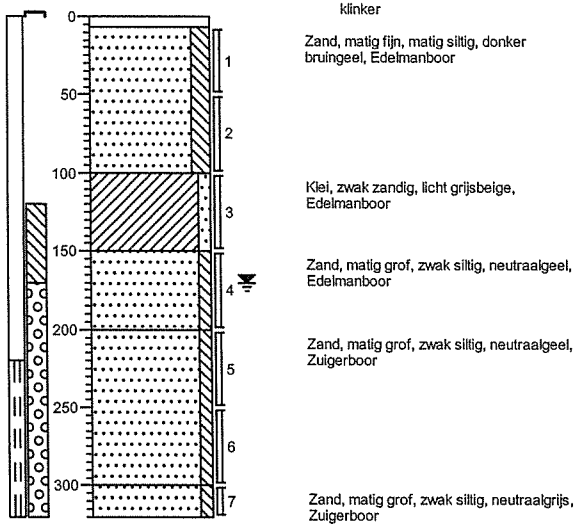 klinker
0
Zand, matig fijn, matig siltig, donker
bruingeel, Edelmanboor
1
50
2
100
Klei, zwak zandig, licht grijsbeige,
Edelmanboor
3
150
Zand, matig grof, zwak siltig, neutraalgeel,
Edelmanboor
4
200
Zand, matig grof, zwak siltig, neutraalgeel,
Zuigerboor
5
250
6
300
7
Zand, matig grof, zwak siltig, neutraalgrijs,
Zuigerboor